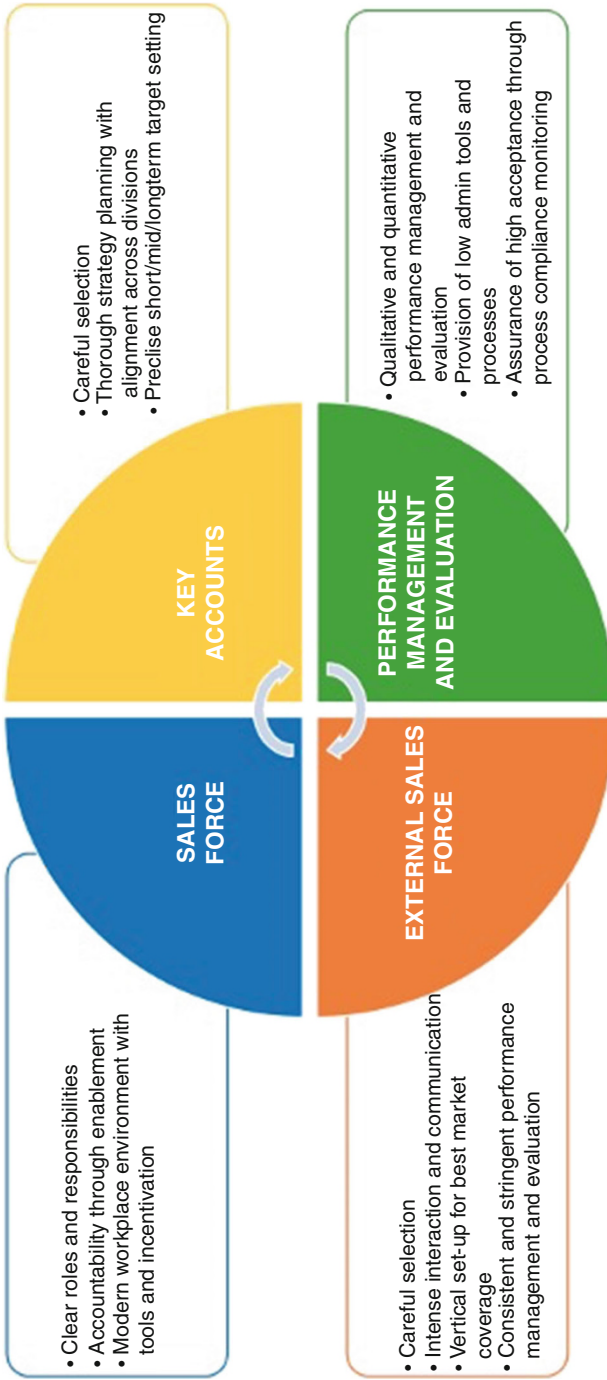 • Clear roles and responsibilities
• Accountability through enablement
• Modern workplace environment with
tools and incentivation
SALES
FORCE
KEY
ACCOUNTS
• Careful selection
• Thorough strategy planning with
alignment across divisions
• Preclise short/mid/longterm target setting
• Careful selection
• Intense interaction and communication
• Vertical set-up for best market
coverage
• Consistent and stringent performance
management and evaluation
EXTERNAL SALES
FORCE
PERFORMANCE
MANAGEMENT
AND EVALUATION
• Qualitative and quantitative
performance management and
evaluation
• Provision of low admin tools and
processes
• Assurance of high acceptance through
process compliance monitoring